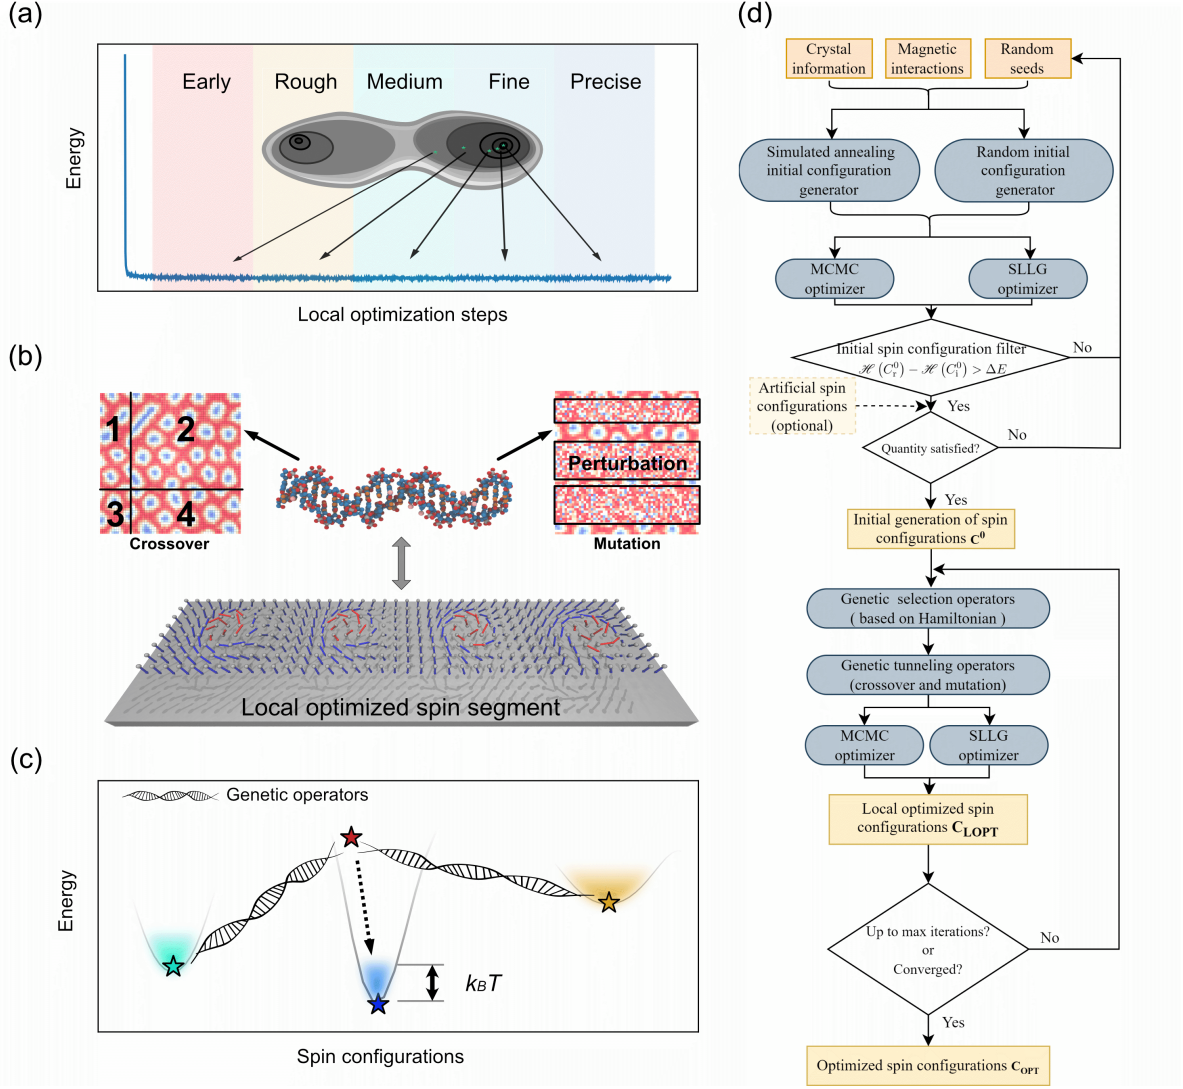 (a)
Early Rough Medium Fine Precise
Energy
Local optimization steps
(b)
1 2
3 4
Crossover
Perturbation
Mutation
Local optimized spin segment
(c)
Genetic operators
Energy
k_BT
Spin configurations
(d)
Crystal
information
Magnetic
interactions
Random
seeds
Simulated annealing
initial configuration
generator
Random initial
configuration
generator
MCMC
optimizer
SLLG
optimizer
Initial spin configuration filter
ℋ (C_r^0) − ℋ (C_i^0) > ΔE
No
Artificial spin
configurations
(optional)
Yes
Quantity satisfied?
No
Yes
Initial generation of spin
configurations C^0
Genetic selection operators
( based on Hamiltonian )
Genetic tunneling operators
(crossover and mutation)
MCMC
optimizer
SLLG
optimizer
Local optimized spin
configurations C_LOPT
Up to max iterations?
or
Converged?
No
Yes
Optimized spin configurations C_OPT